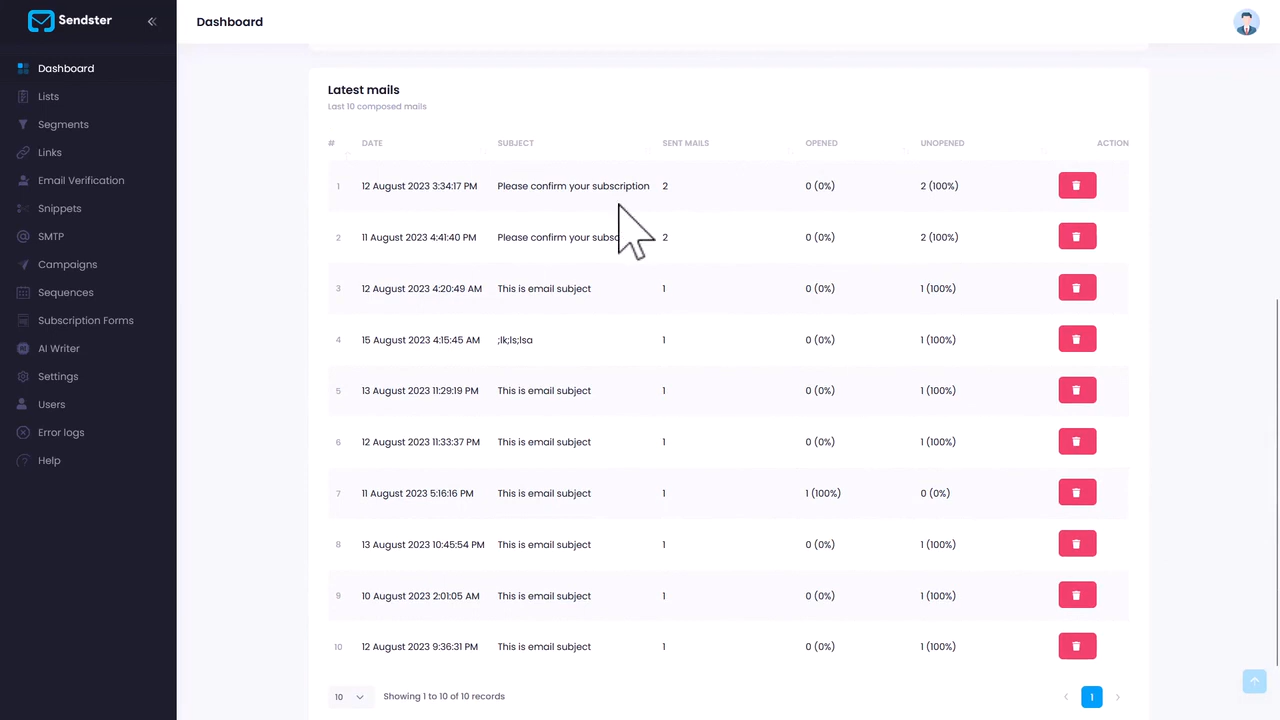 Sendster
Dashboard
Dashboard
Lists
Segments
Links
Email Verification
Snippets
SMTP
Campaigns
Sequences
Subscription Forms
AI Writer
Settings
Users
Error logs
Help
Latest mails
Last 10 composed mails
# DATE SUBJECT SENT MAILS OPENED UNOPENED ACTION
1 12 August 2023 3:34:17 PM Please confirm your subscription 2 0 (0%) 2 (100%)
2 11 August 2023 4:41:40 PM Please confirm your 2 0 (0%) 2 (100%)
3 12 August 2023 4:20:49 AM This is email subject 1 0 (0%) 1 (100%)
4 15 August 2023 4:15:45 AM ;lk;ls;lsa 1 0 (0%) 1 (100%)
5 13 August 2023 11:29:19 PM This is email subject 1 0 (0%) 1 (100%)
6 12 August 2023 11:33:37 PM This is email subject 1 0 (0%) 1 (100%)
7 11 August 2023 5:16:16 PM This is email subject 1 1 (100%) 0 (0%)
8 13 August 2023 10:45:54 PM This is email subject 1 0 (0%) 1 (100%)
9 10 August 2023 2:01:05 AM This is email subject 1 0 (0%) 1 (100%)
10 12 August 2023 9:36:31 PM This is email subject 1 0 (0%) 1 (100%)
10 Showing 1 to 10 of 10 records 1